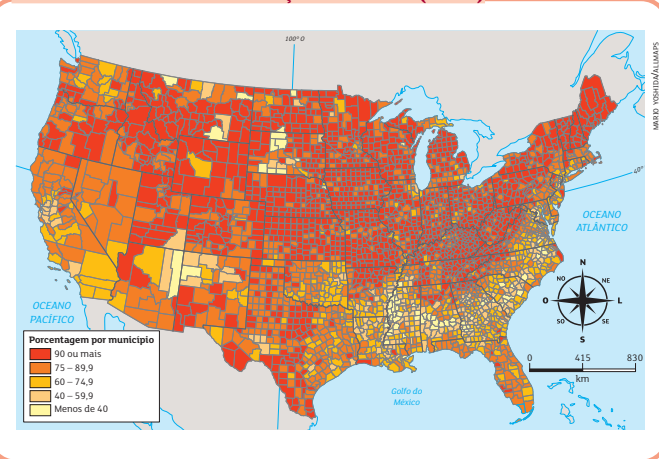 100° O
MARIO YOSHIDA/ALLMAPS
40°
OCEANO
ATLÂNTICO
N
NO
NE
O
L
SO
SE
S
OCEANO
PACÍFICO
Porcentagem por município
90 ou mais
75 – 89,9
60 – 74,9
40 – 59,9
Menos de 40
0 415 830
km
Golfo do
México